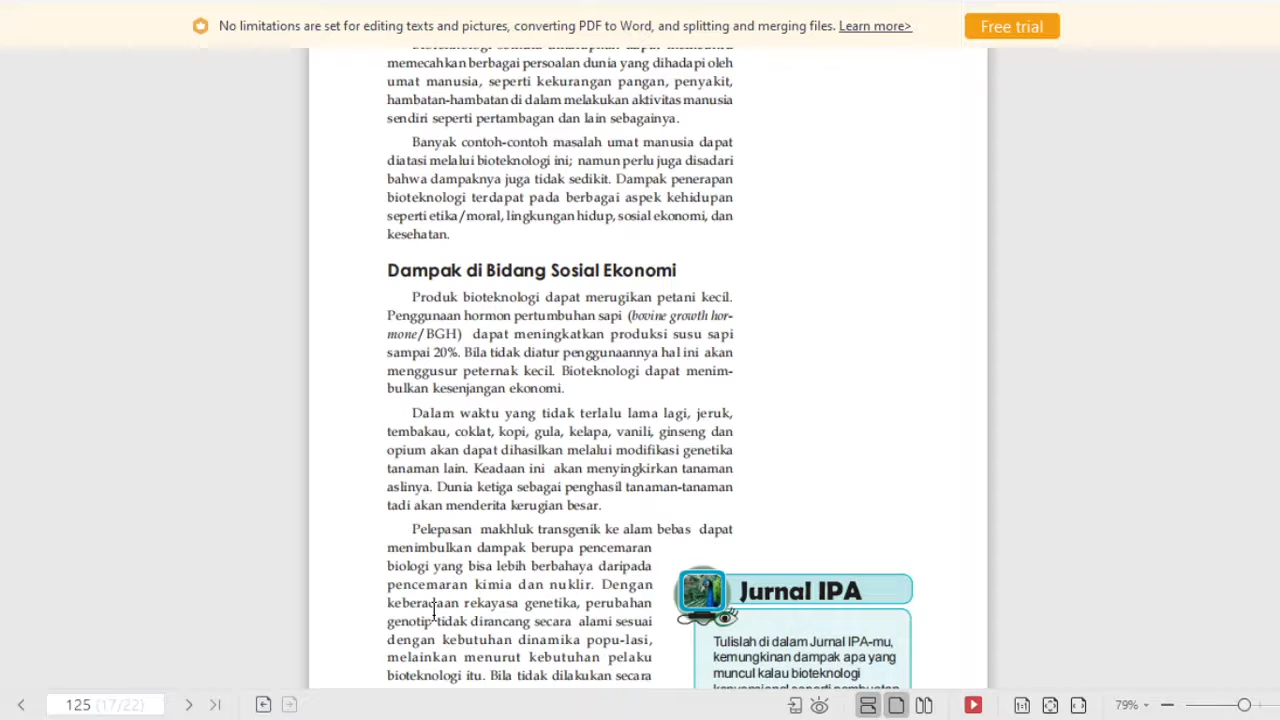 No limitations are set for editing texts and pictures, converting PDF to Word, and splitting and merging files. Learn more>
Free trial
memecahkan berbagai persoalan dunia yang dihadapi oleh
umat manusia, seperti kekurangan pangan, penyakit,
hambatan-hambatan di dalam melakukan aktivitas manusia
sendiri seperti pertambagan dan lain sebagainya.
Banyak contoh-contoh masalah umat manusia dapat
diatasi melalui bioteknologi ini; namun perlu juga disadari
bahwa dampaknya juga tidak sedikit. Dampak penerapan
bioteknologi terdapat pada berbagai aspek kehidupan
seperti etika/moral, lingkungan hidup, sosial ekonomi, dan
kesehatan.
Dampak di Bidang Sosial Ekonomi
Produk bioteknologi dapat merugikan petani kecil.
Penggunaan hormon pertumbuhan sapi (bovine growth hor-
mone/BGH) dapat meningkatkan produksi susu sapi
sampai 20%. Bila tidak diatur penggunaannya hal ini akan
menggusur peternak kecil. Bioteknologi dapat menim-
bulkan kesenjangan ekonomi.
Dalam waktu yang tidak terlalu lama lagi, jeruk,
tembakau, coklat, kopi, gula, kelapa, vanili, ginseng dan
opium akan dapat dihasilkan melalui modifikasi genetika
tanaman lain. Keadaan ini akan menyingkirkan tanaman
aslinya. Dunia ketiga sebagai penghasil tanaman-tanaman
tadi akan menderita kerugian besar.
Pelepasan makhluk transgenik ke alam bebas dapat
menimbulkan dampak berupa pencemaran
biologi yang bisa lebih berbahaya daripada
pencemaran kimia dan nuklir. Dengan
keberadaan rekayasa genetika, perubahan
genotip tidak dirancang secara alami sesuai
dengan kebutuhan dinamika popu-lasi,
melainkan menurut kebutuhan pelaku
bioteknologi itu. Bila tidak dilakukan secara
Jurnal IPA
Tulislah di dalam Jurnal IPA-mu,
kemungkinan dampak apa yang
muncul kalau bioteknologi
125 (17/22)
79%